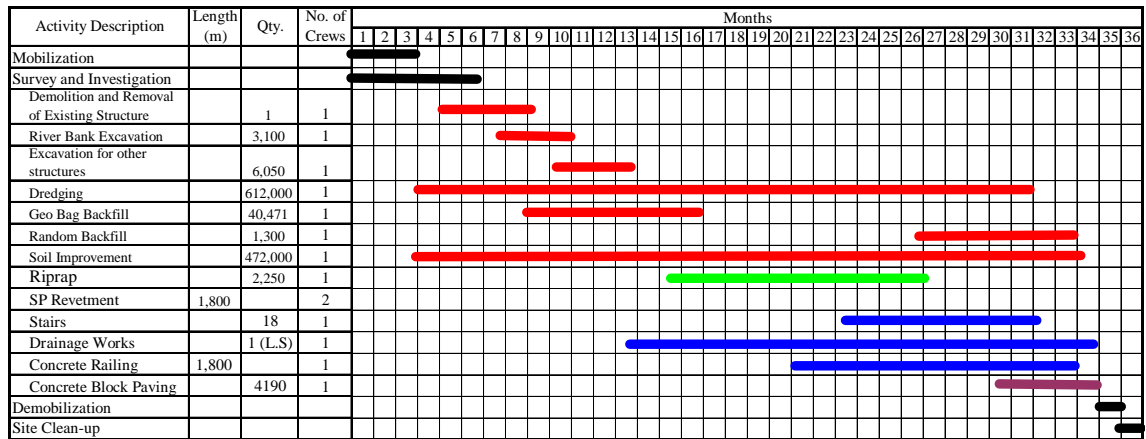 Activity Description Length (m) Qty. No. of Crews Months
1 2 3 4 5 6 7 8 9 10 11 12 13 14 15 16 17 18 19 20 21 22 23 24 25 26 27 28 29 30 31 32 33 34 35 36
Mobilization
Survey and Investigation
Demolition and Removal
of Existing Structure 1 1
River Bank Excavation 3,100 1
Excavation for other
structures 6,050 1
Dredging 612,000 1
Geo Bag Backfill 40,471 1
Random Backfill 1,300 1
Soil Improvement 472,000 1
Riprap 2,250 1
SP Revetment 1,800 2
Stairs 18 1
Drainage Works 1 (L.S) 1
Concrete Railing 1,800 1
Concrete Block Paving 4190 1
Demobilization
Site Clean-up